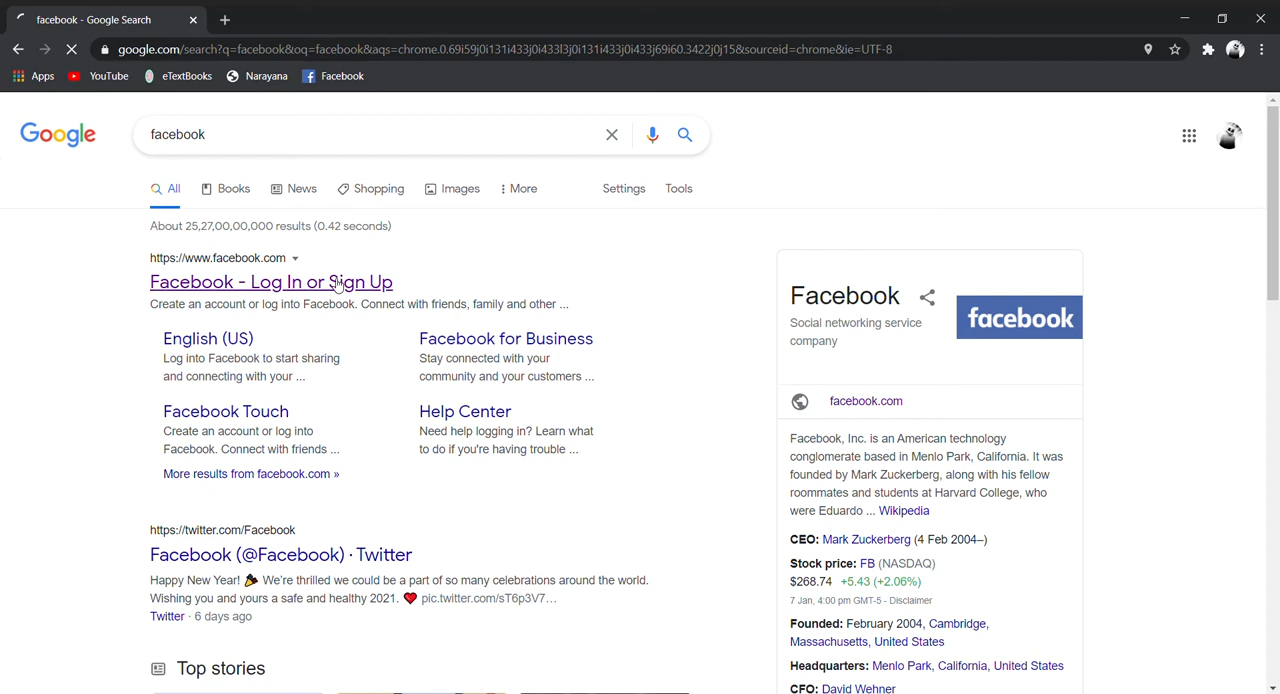 facebook - Google Search
google.com/search?q=facebook&oq=facebook&aqs=chrome.0.69i59j0i131i433j0i433l3j0i131i433j0i433j69i60.3422j0j15&sourceid=chrome&ie=UTF-8
Apps YouTube eTextBooks Narayana Facebook
Google facebook
All Books News Shopping Images More Settings Tools
About 25,27,00,00,000 results (0.42 seconds)
https://www.facebook.com
Facebook - Log In or Sign Up
Create an account or log into Facebook. Connect with friends, family and other ...
English (US)
Log into Facebook to start sharing
and connecting with your ...
Facebook for Business
Stay connected with your
community and your customers ...
Facebook Touch
Create an account or log into
Facebook. Connect with friends ...
Help Center
Need help logging in? Learn what
to do if you're having trouble ...
More results from facebook.com »
https://twitter.com/Facebook
Facebook (@Facebook) · Twitter
Happy New Year! 🎉 We're thrilled we could be a part of so many celebrations around the world.
Wishing you and yours a safe and healthy 2021. ❤️ pic.twitter.com/sT6p3V7...
Twitter · 6 days ago
Top stories
Facebook
Social networking service
company
facebook
facebook.com
Facebook, Inc. is an American technology
conglomerate based in Menlo Park, California. It was
founded by Mark Zuckerberg, along with his fellow
roommates and students at Harvard College, who
were Eduardo ... Wikipedia
CEO: Mark Zuckerberg (4 Feb 2004–)
Stock price: FB (NASDAQ)
$268.74 +5.43 (+2.06%)
7 Jan, 4:00 pm GMT-5 - Disclaimer
Founded: February 2004, Cambridge,
Massachusetts, United States
Headquarters: Menlo Park, California, United States
CFO: David Wehner